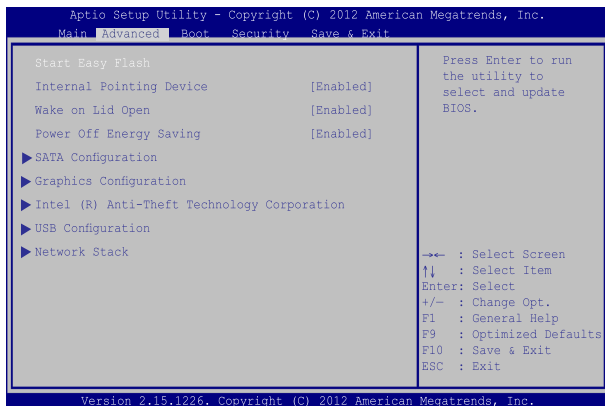 Aptio Setup Utility - Copyright (C) 2012 American Megatrends, Inc.
Main Advanced Boot Security Save & Exit
Start Easy Flash
Internal Pointing Device [Enabled]
Wake on Lid Open [Enabled]
Power Off Energy Saving [Enabled]
SATA Configuration
Graphics Configuration
Intel (R) Anti-Theft Technology Corporation
USB Configuration
Network Stack
Press Enter to run
the utility to
select and update
BIOS.
→← : Select Screen
↑↓ : Select Item
Enter: Select
+/— : Change Opt.
F1 : General Help
F9 : Optimized Defaults
F10 : Save & Exit
ESC : Exit
Version 2.15.1226. Copyright (C) 2012 American Megatrends, Inc.